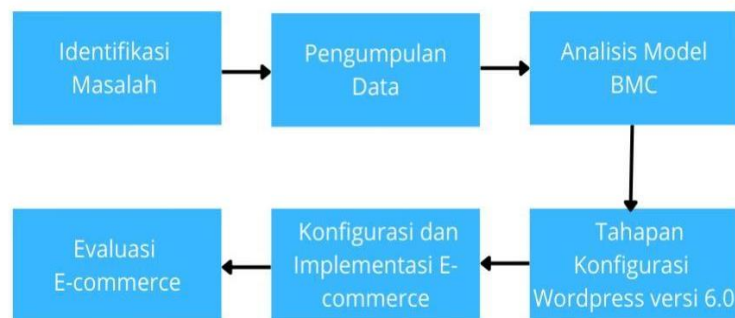 Identifikasi
Masalah
Pengumpulan
Data
Analisis Model
BMC
Tahapan
Konfigurasi
Wordpress versi 6.0
Konfigurasi dan
Implementasi E-
commerce
Evaluasi
E-commerce